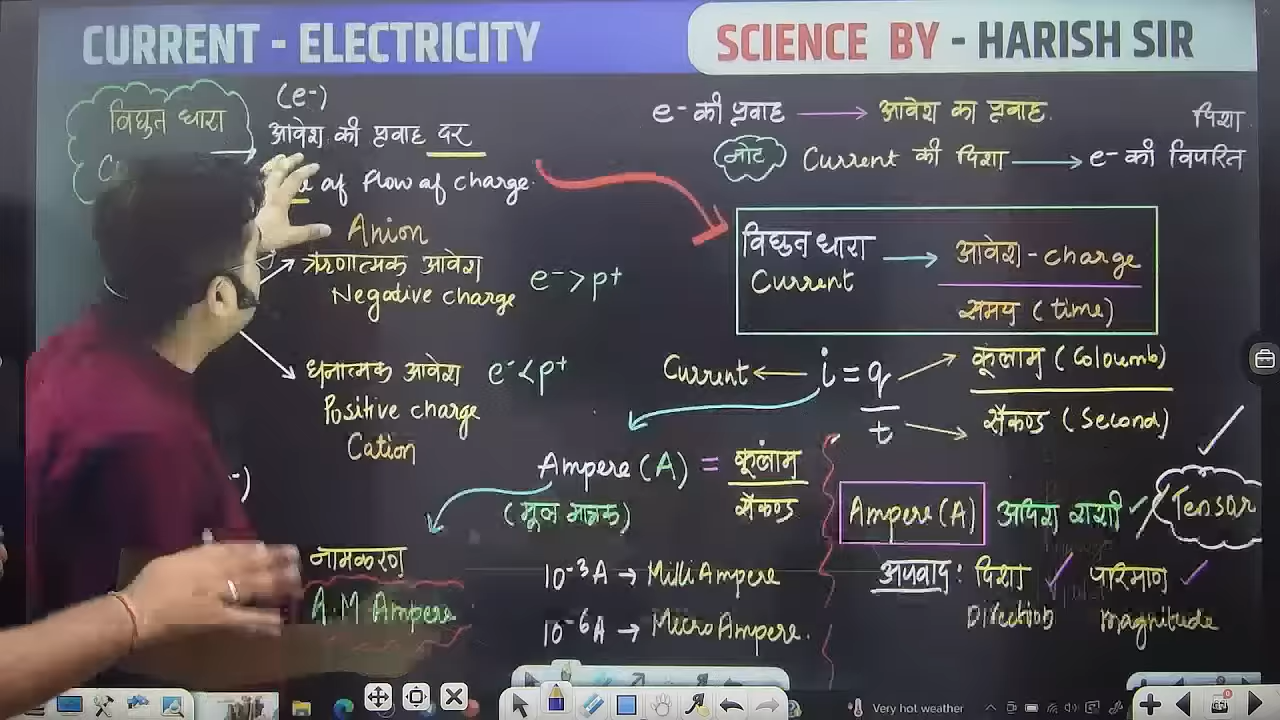 CURRENT - ELECTRICITY
SCIENCE BY - HARISH SIR
विद्युत धारा
(e-)
आवेश की प्रवाह दर
of flow of charge.
Anion
ऋणात्मक आवेश
Negative charge
e- > p+
धनात्मक आवेश e- < p+
Positive charge
Cation
नामकरण
A.M Ampere
e- की प्रवाह → आवेश का प्रवाह.
दिशा
नोट Current की दिशा → e- की विपरित
विद्युत धारा → आवेश - charge
Current
समय (time)
Current ← i = q
t
कूलाम (Coloumb)
सैकण्ड (Second)
Ampere (A) = कूलाम
सैकण्ड
(मूल मात्रक)
10-3 A → Milli Ampere
10-6 A → Micro Ampere.
Ampere (A) अदिश राशी ✓
Tensar
अपवाद : दिशा ✓ परिमाण ✓
Direction magnitude
Very hot weather